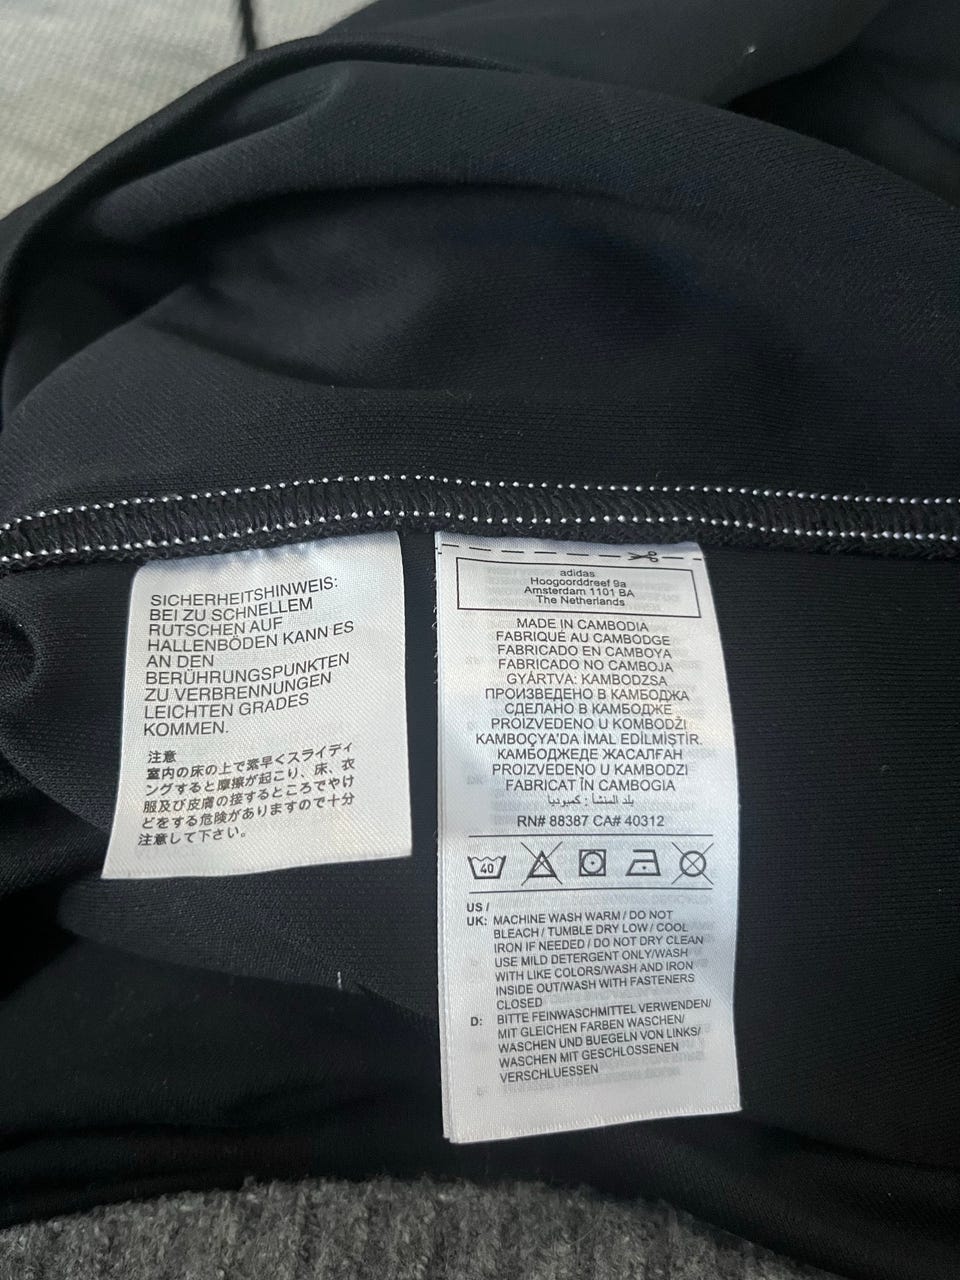 SICHERHEITSHINWEIS:
BEI ZU SCHNELLEM
RUTSCHEN AUF
HALLENBÖDEN KANN ES
AN DEN
BERÜHRUNGSPUNKTEN
ZU VERBRENNUNGEN
LEICHTEN GRADES
KOMMEN.
注意
室内の床の上で素早くスライディ
ングすると摩擦が起こり、床、衣
服及び皮膚の接するところでやけ
どをする危険がありますので十分
注意して下さい。
adidas
Hoogoorddreef 9a
Amsterdam 1101 BA
The Netherlands
MADE IN CAMBODIA
FABRIQUÉ AU CAMBODGE
FABRICADO EN CAMBOYA
FABRICADO NO CAMBOJA
GYÁRTVA: KAMBODZSA
ПРОИЗВЕДЕНО В КАМБОДЖА
СДЕЛАНО В КАМБОДЖЕ
PROIZVEDENO U KOMBODŽI
KAMBOÇYA'DA İMAL EDİLMİŞTİR.
КАМБОДЖЕДЕ ЖАСАЛҒАН
PROIZVEDENO U KAMBODZI
FABRICAT ÎN CAMBOGIA
بلد المنشأ : كمبوديا
RN# 88387 CA# 40312
40
US /
UK: MACHINE WASH WARM / DO NOT
BLEACH / TUMBLE DRY LOW / COOL
IRON IF NEEDED / DO NOT DRY CLEAN
USE MILD DETERGENT ONLY/WASH
WITH LIKE COLORS/WASH AND IRON
INSIDE OUT/WASH WITH FASTENERS
CLOSED
D: BITTE FEINWASCHMITTEL VERWENDEN/
MIT GLEICHEN FARBEN WASCHEN/
WASCHEN UND BUEGELN VON LINKS/
WASCHEN MIT GESCHLOSSENEN
VERSCHLUESSEN